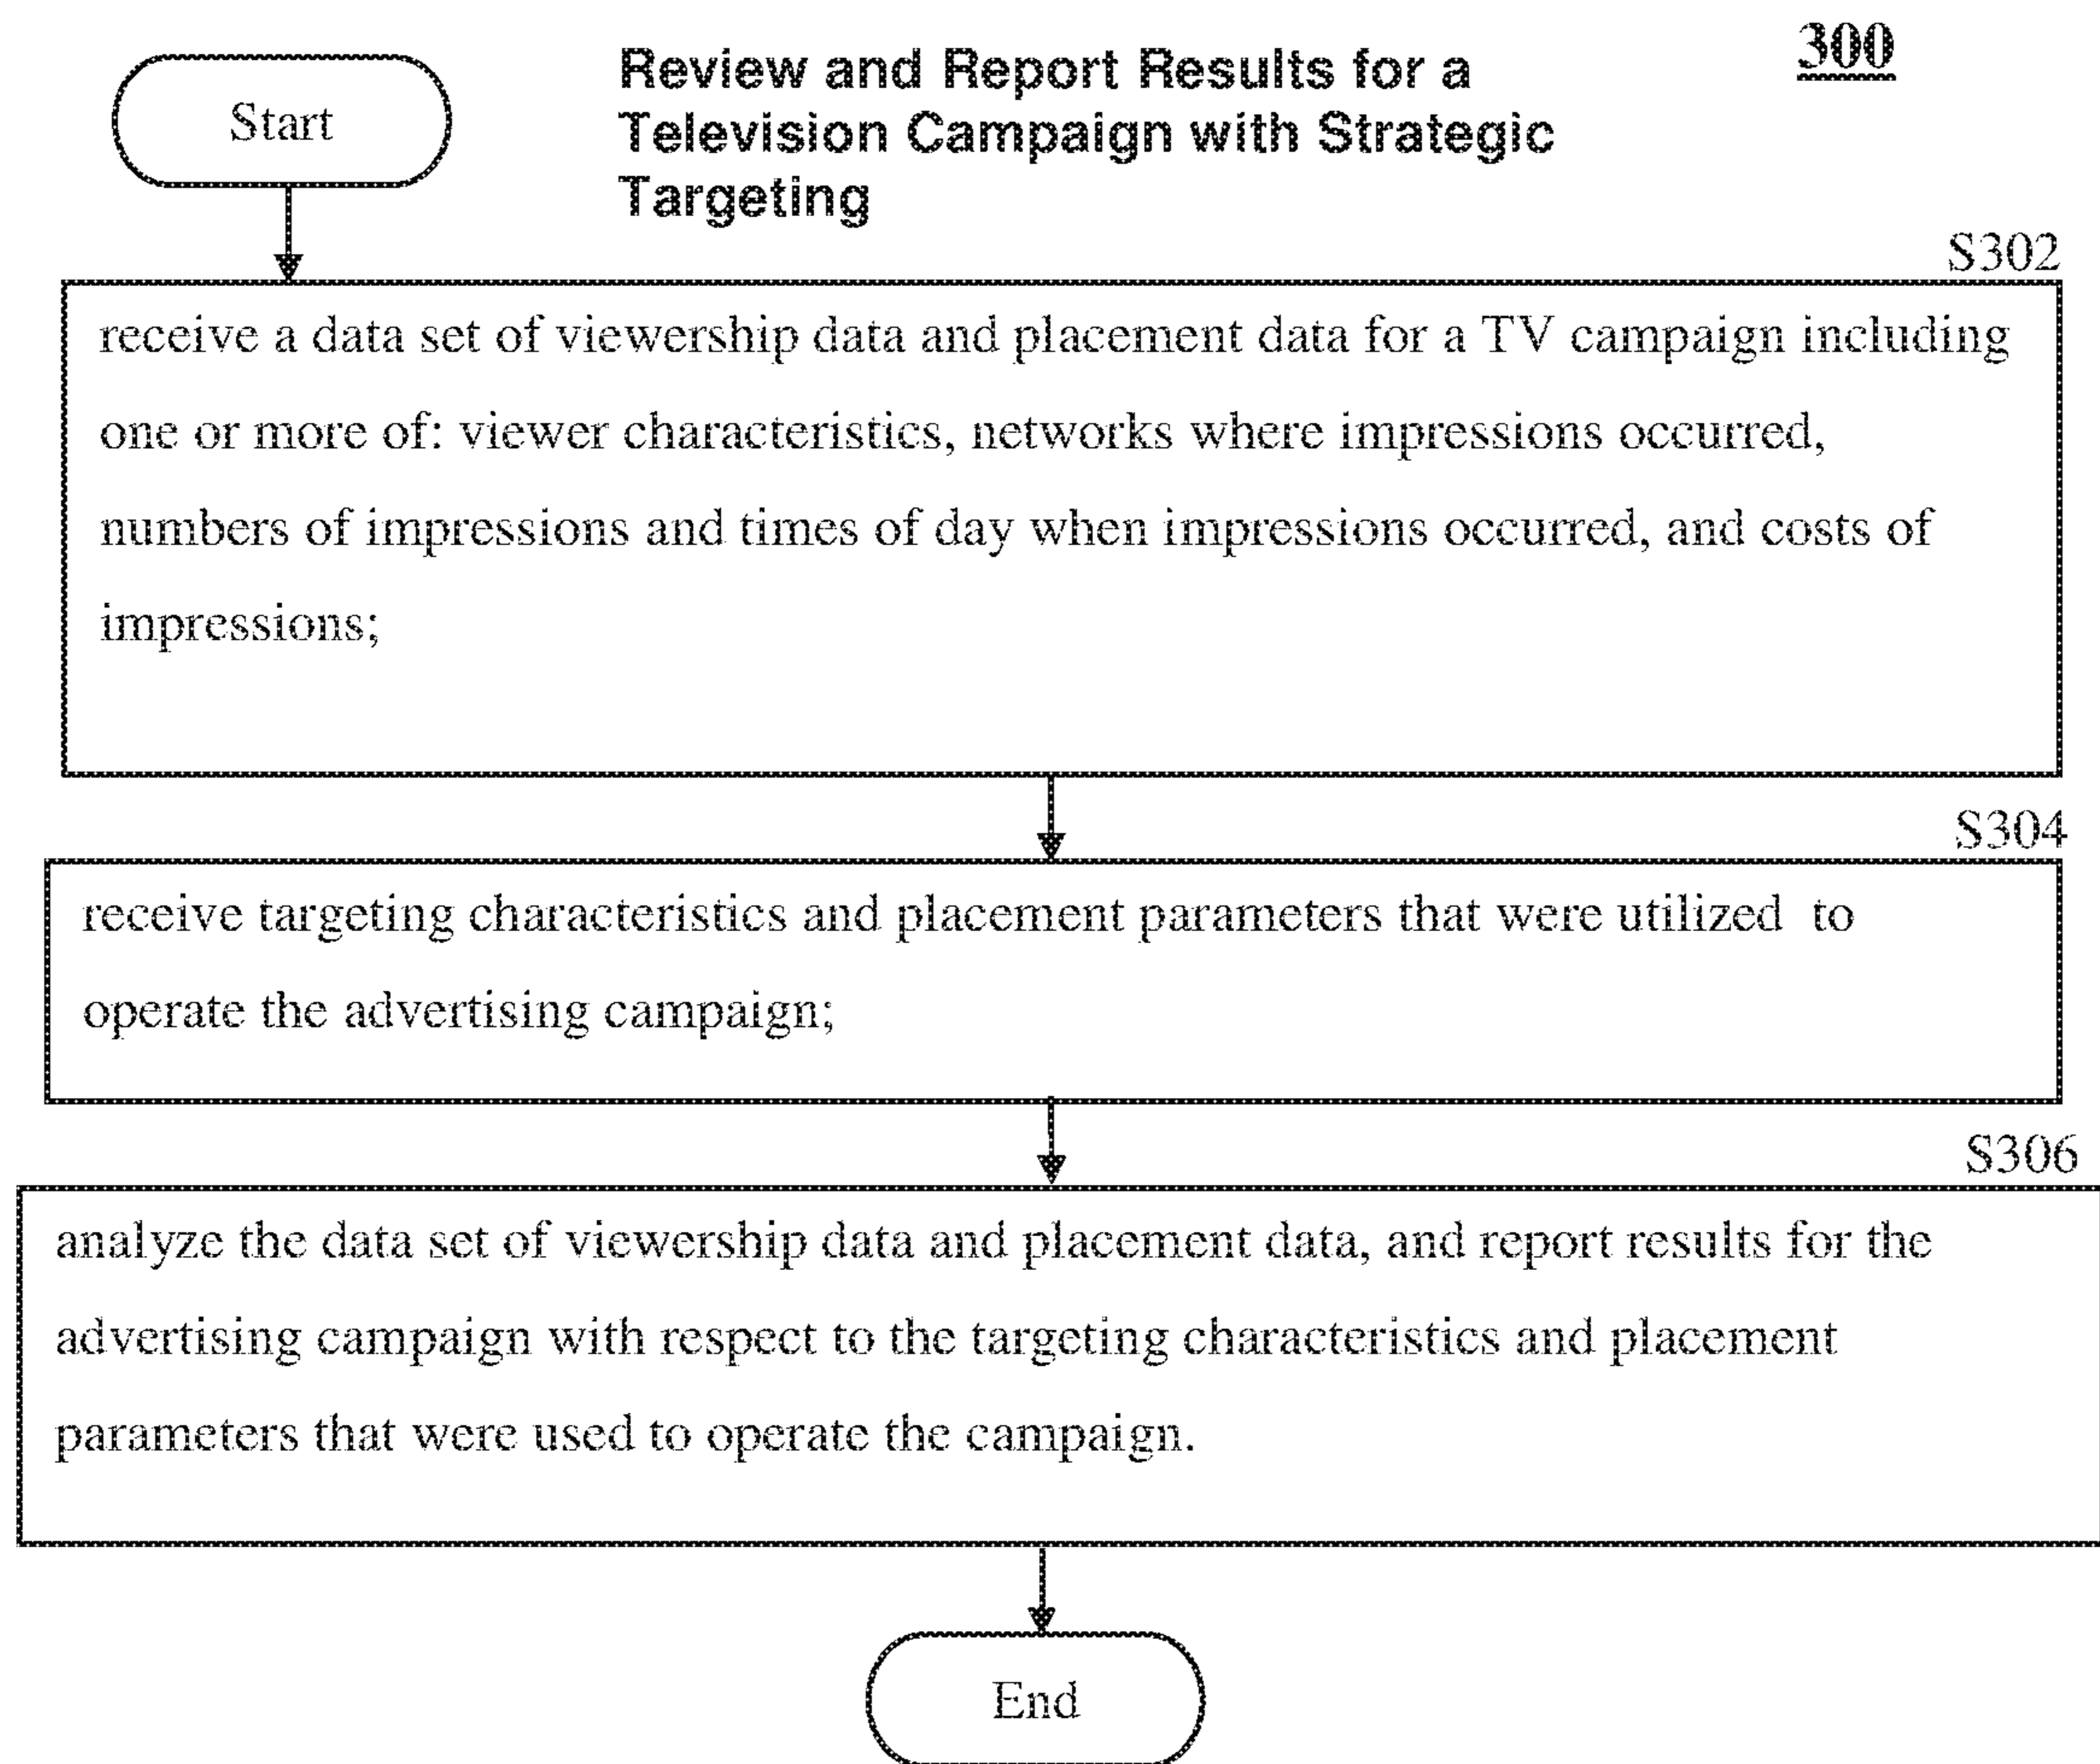 Start
Review and Report Results for a
Television Campaign with Strategic
Targeting
300
S302
receive a data set of viewership data and placement data for a TV campaign including
one or more of: viewer characteristics, networks where impressions occurred,
numbers of impressions and times of day when impressions occurred, and costs of
impressions;
S304
receive targeting characteristics and placement parameters that were utilized  to
operate the advertising campaign;
S306
analyze the data set of viewership data and placement data, and report results for the
advertising campaign with respect to the targeting characteristics and placement
parameters that were used to operate the campaign.
End